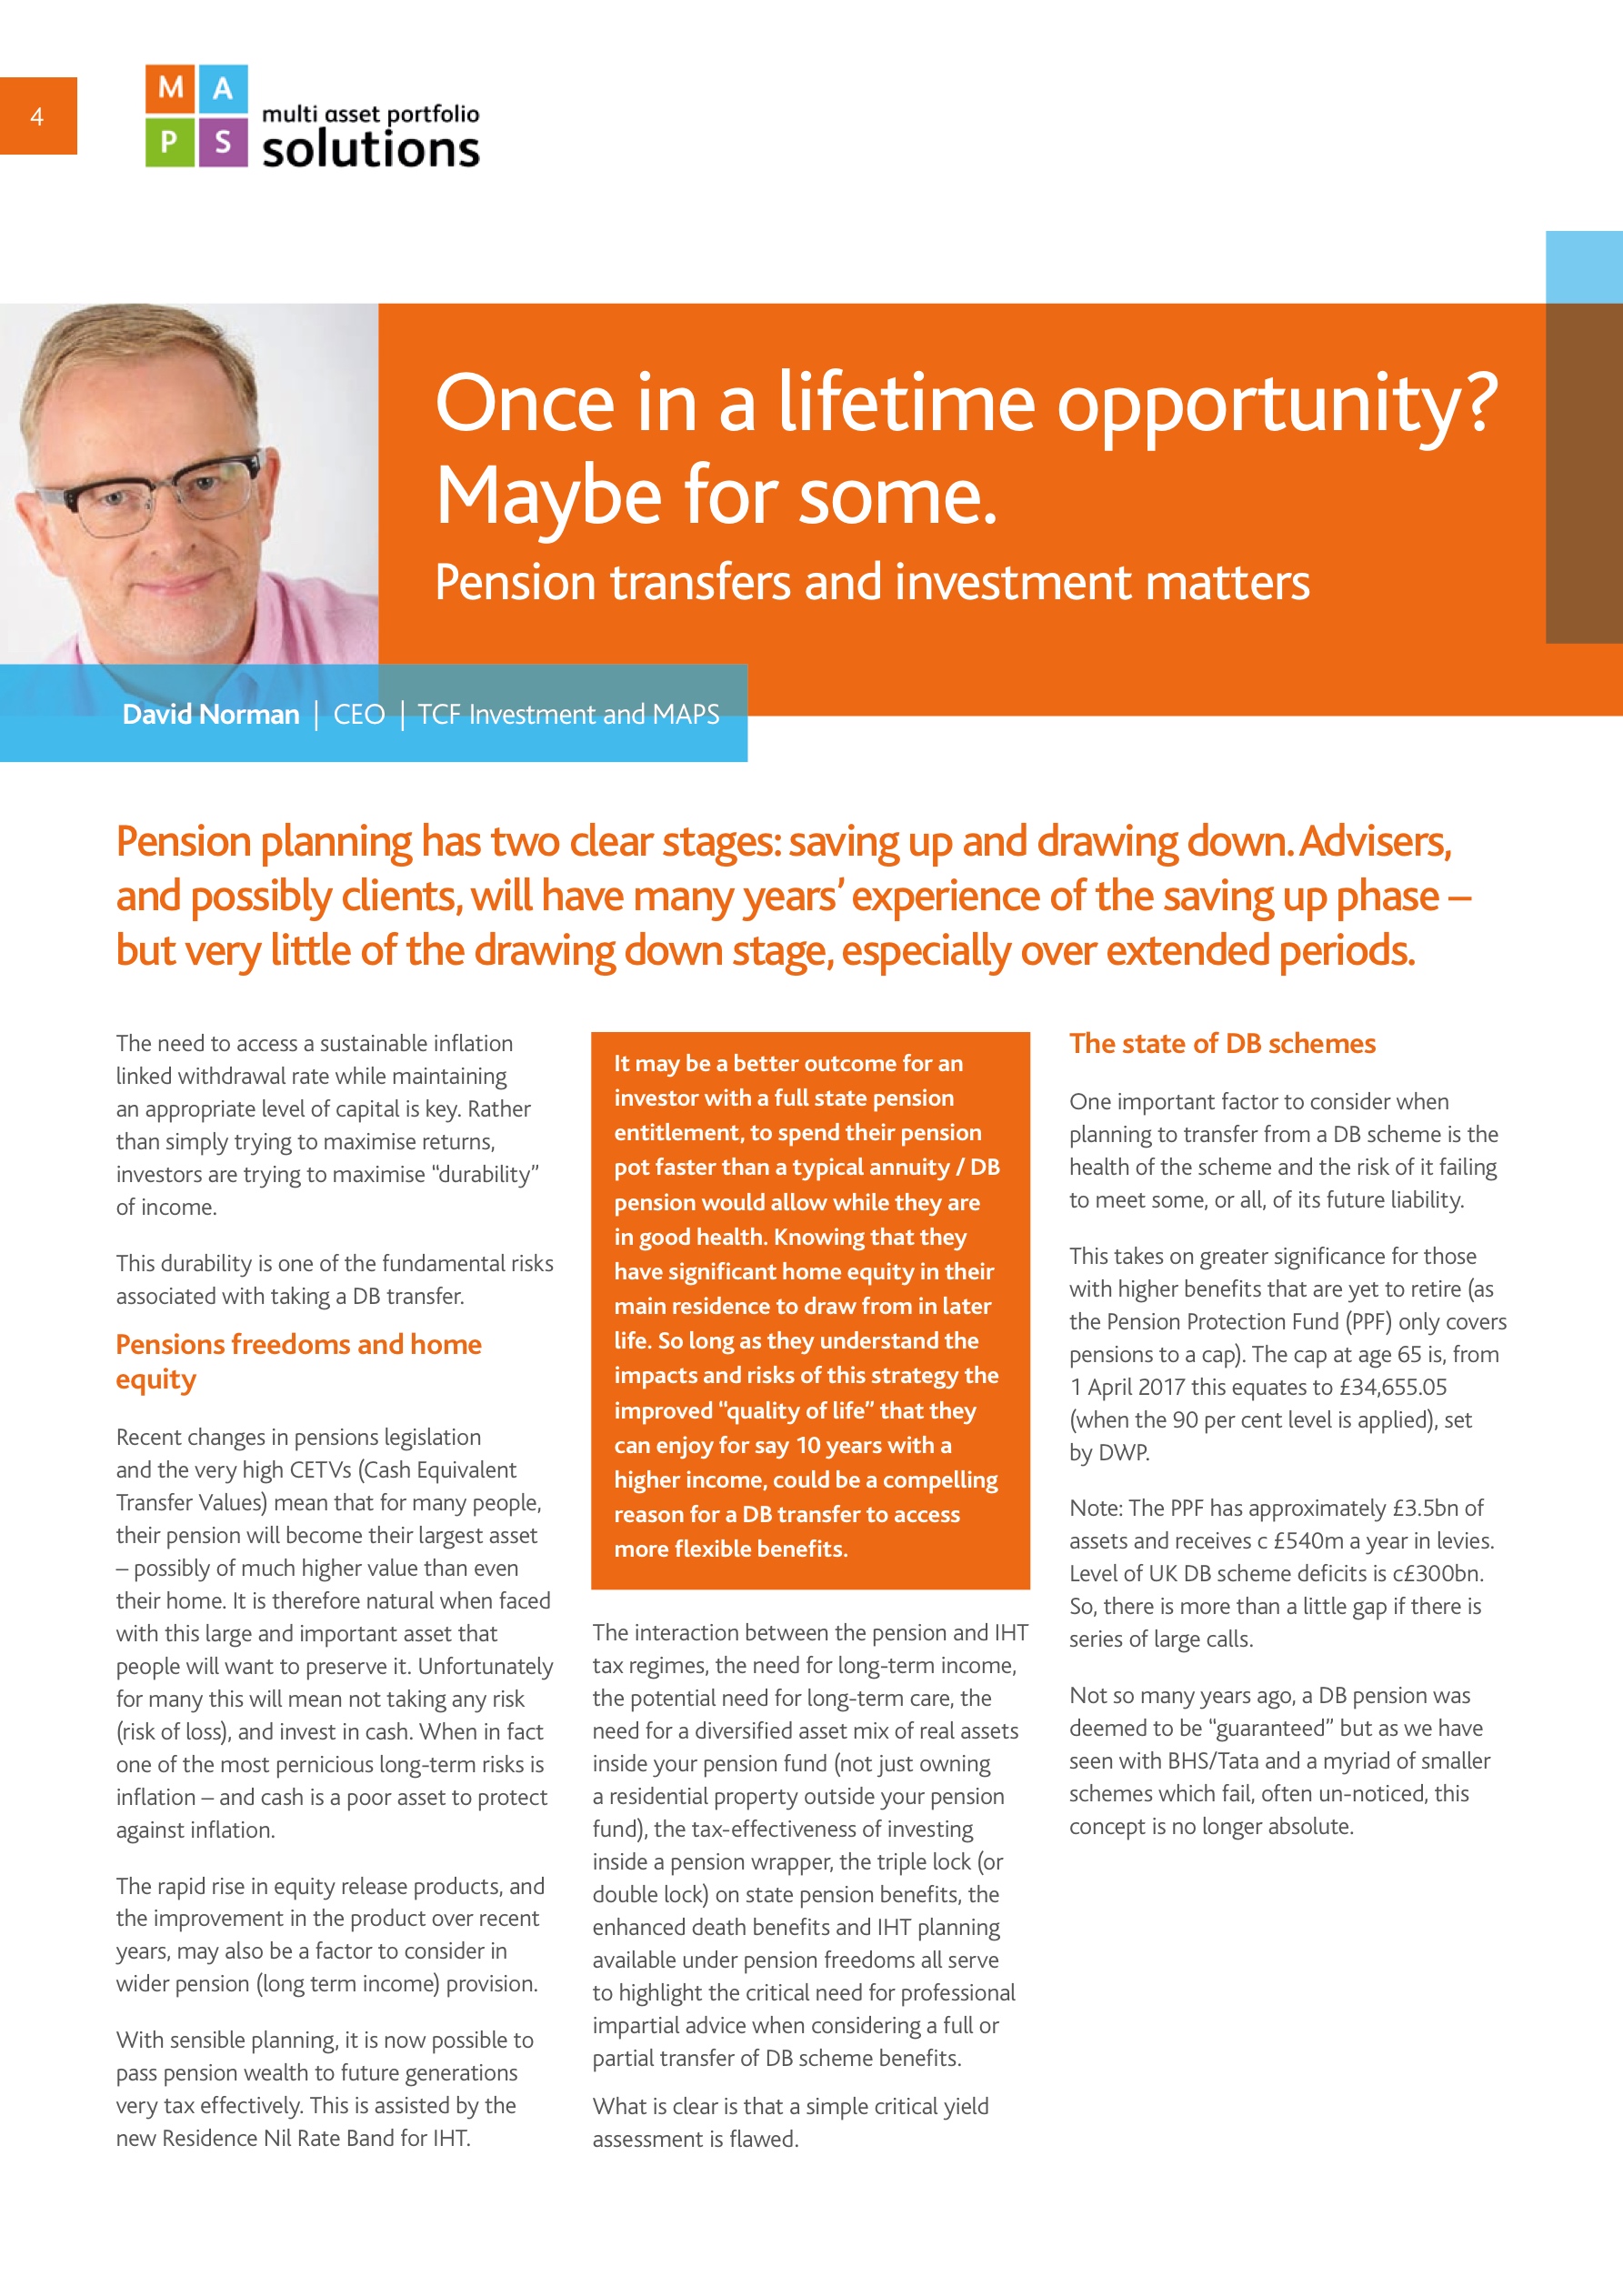 4
M A
P S
multi asset portfolio
solutions
Once in a lifetime opportunity?
Maybe for some.
Pension transfers and investment matters
David Norman | CEO | TCF Investment and MAPS
Pension planning has two clear stages: saving up and drawing down. Advisers,
and possibly clients, will have many years’ experience of the saving up phase –
but very little of the drawing down stage, especially over extended periods.
The need to access a sustainable inflation
linked withdrawal rate while maintaining
an appropriate level of capital is key. Rather
than simply trying to maximise returns,
investors are trying to maximise “durability”
of income.
This durability is one of the fundamental risks
associated with taking a DB transfer.
Pensions freedoms and home
equity
Recent changes in pensions legislation
and the very high CETVs (Cash Equivalent
Transfer Values) mean that for many people,
their pension will become their largest asset
– possibly of much higher value than even
their home. It is therefore natural when faced
with this large and important asset that
people will want to preserve it. Unfortunately
for many this will mean not taking any risk
(risk of loss), and invest in cash. When in fact
one of the most pernicious long-term risks is
inflation – and cash is a poor asset to protect
against inflation.
The rapid rise in equity release products, and
the improvement in the product over recent
years, may also be a factor to consider in
wider pension (long term income) provision.
With sensible planning, it is now possible to
pass pension wealth to future generations
very tax effectively. This is assisted by the
new Residence Nil Rate Band for IHT.
It may be a better outcome for an
investor with a full state pension
entitlement, to spend their pension
pot faster than a typical annuity / DB
pension would allow while they are
in good health. Knowing that they
have significant home equity in their
main residence to draw from in later
life. So long as they understand the
impacts and risks of this strategy the
improved “quality of life” that they
can enjoy for say 10 years with a
higher income, could be a compelling
reason for a DB transfer to access
more flexible benefits.
The interaction between the pension and IHT
tax regimes, the need for long-term income,
the potential need for long-term care, the
need for a diversified asset mix of real assets
inside your pension fund (not just owning
a residential property outside your pension
fund), the tax-effectiveness of investing
inside a pension wrapper, the triple lock (or
double lock) on state pension benefits, the
enhanced death benefits and IHT planning
available under pension freedoms all serve
to highlight the critical need for professional
impartial advice when considering a full or
partial transfer of DB scheme benefits.
What is clear is that a simple critical yield
assessment is flawed.
The state of DB schemes
One important factor to consider when
planning to transfer from a DB scheme is the
health of the scheme and the risk of it failing
to meet some, or all, of its future liability.
This takes on greater significance for those
with higher benefits that are yet to retire (as
the Pension Protection Fund (PPF) only covers
pensions to a cap). The cap at age 65 is, from
1 April 2017 this equates to £34,655.05
(when the 90 per cent level is applied), set
by DWP.
Note: The PPF has approximately £3.5bn of
assets and receives c £540m a year in levies.
Level of UK DB scheme deficits is c£300bn.
So, there is more than a little gap if there is
series of large calls.
Not so many years ago, a DB pension was
deemed to be “guaranteed” but as we have
seen with BHS/Tata and a myriad of smaller
schemes which fail, often un-noticed, this
concept is no longer absolute.